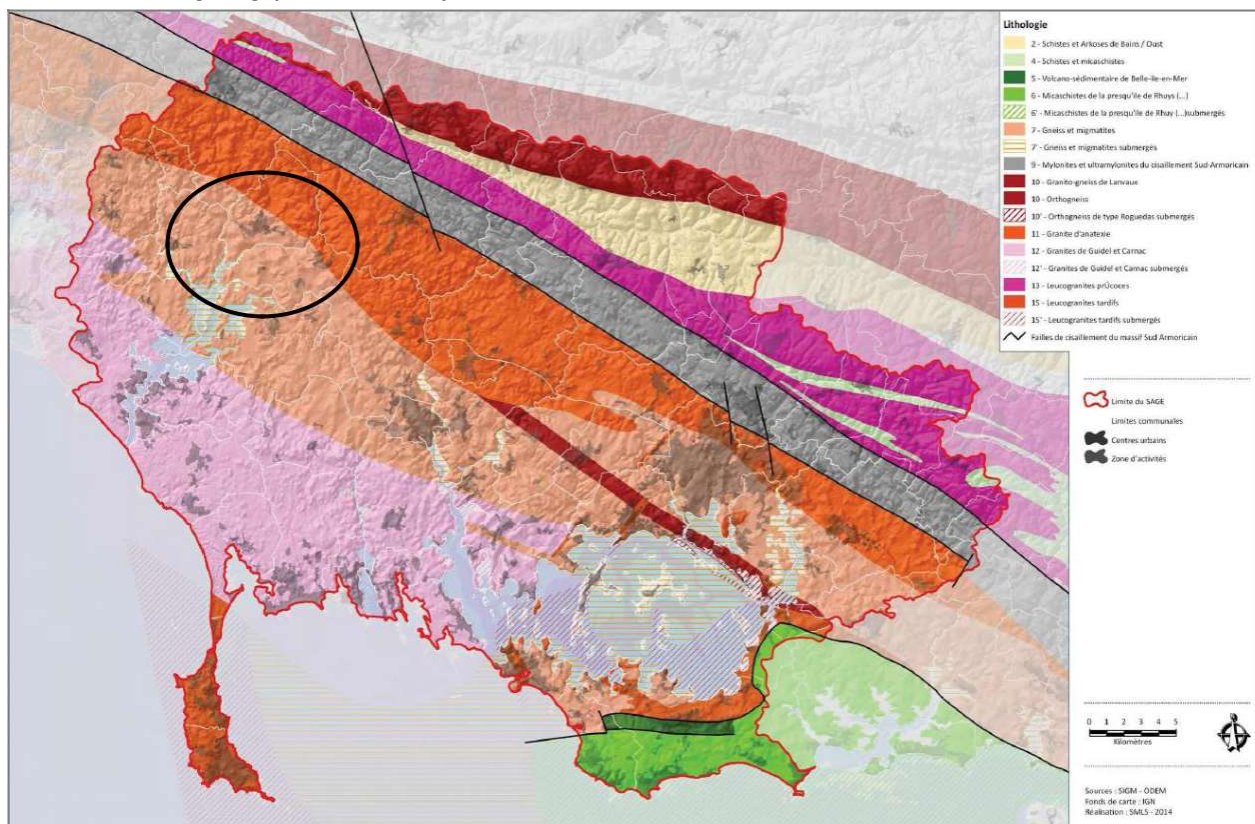 Lithologie
2 - Schistes et Arkoses de Bains / Oust
4 - Schistes et micaschistes
5 - Volcano-sédimentaire de Belle-Ile-en-Mer
6 - Micaschistes de la presqu'ile de Rhuys (...)
6' - Micaschistes de la presqu'ile de Rhuy (...)submergés
7 - Gneiss et migmatites
7' - Gneiss et migmatites submergés
9 - Mylonites et ultramylonites du cisaillement Sud-Armoricain
10 - Granito-gneiss de Lanvaux
10 - Orthogneiss
10' - Orthogneiss de type Roguedas submergés
11 - Granite d'anatexie
12 - Granites de Guidel et Carnac
12' - Granites de Guidel et Carnac submergés
13 - Leucogranites prÚcoces
15 - Leucogranites tardifs
15' - Leucogranites tardifs submergés
Failles de cisaillement du massif Sud Armoricain
Limite du SAGE
Limites communales
Centres urbains
Zone d'activités
0 1 2 3 4 5
Kilomètres
Sources : SIGM - ODEM
Fonds de carte : IGN
Réalisation : SMLS - 2014